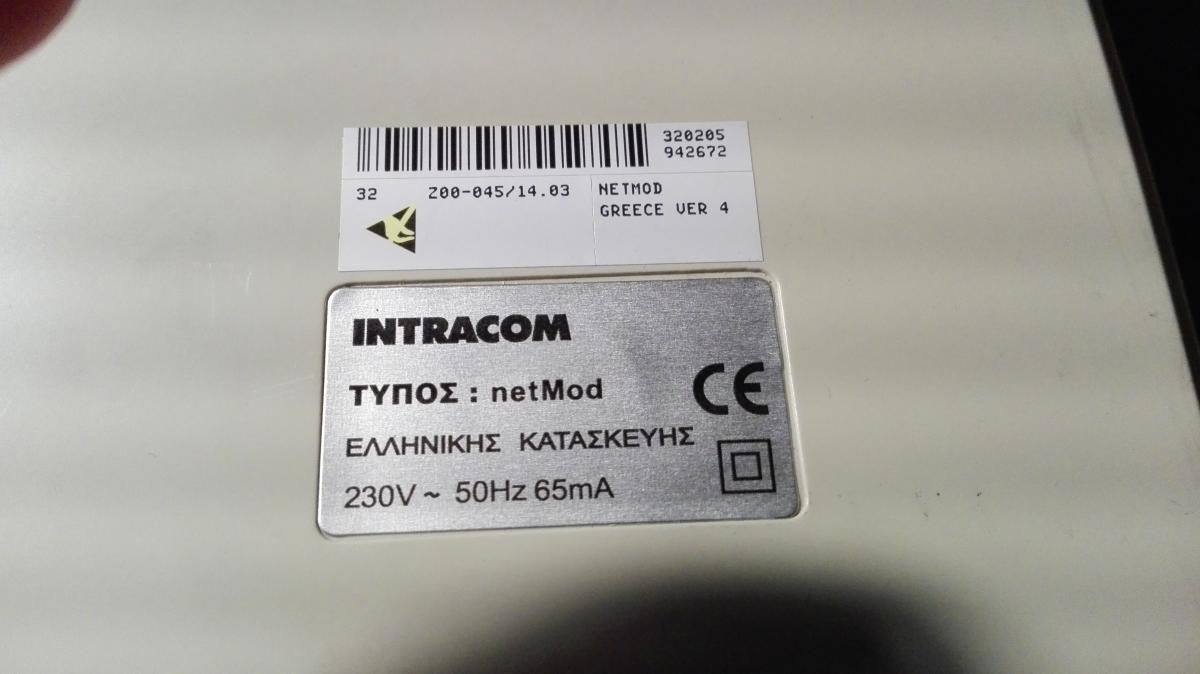 320205
942672
32 Z00-045/14.03 NETMOD
GREECE VER 4
INTRACOM
ΤΥΠΟΣ : netMod
CE
ΕΛΛΗΝΙΚΗΣ ΚΑΤΑΣΚΕΥΗΣ
230V ~ 50Hz 65mA